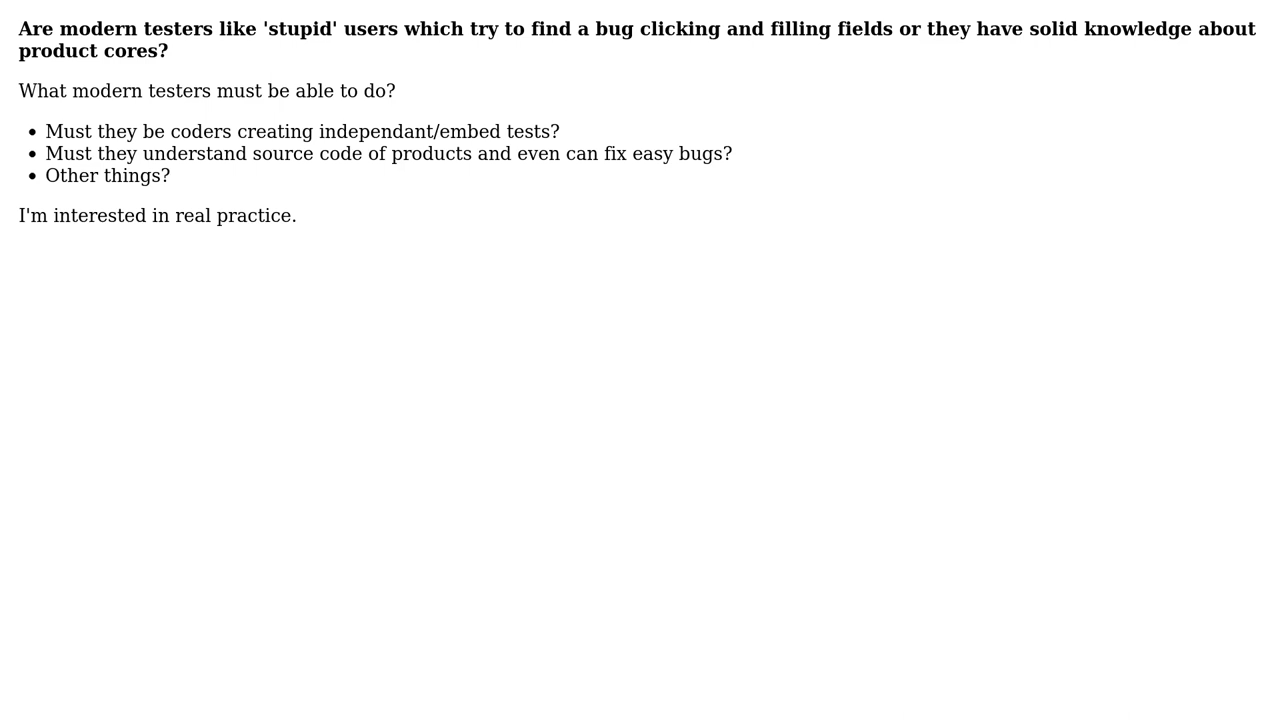 Are modern testers like 'stupid' users which try to find a bug clicking and filling fields or they have solid knowledge about
product cores?
What modern testers must be able to do?
• Must they be coders creating independant/embed tests?
• Must they understand source code of products and even can fix easy bugs?
• Other things?
I'm interested in real practice.